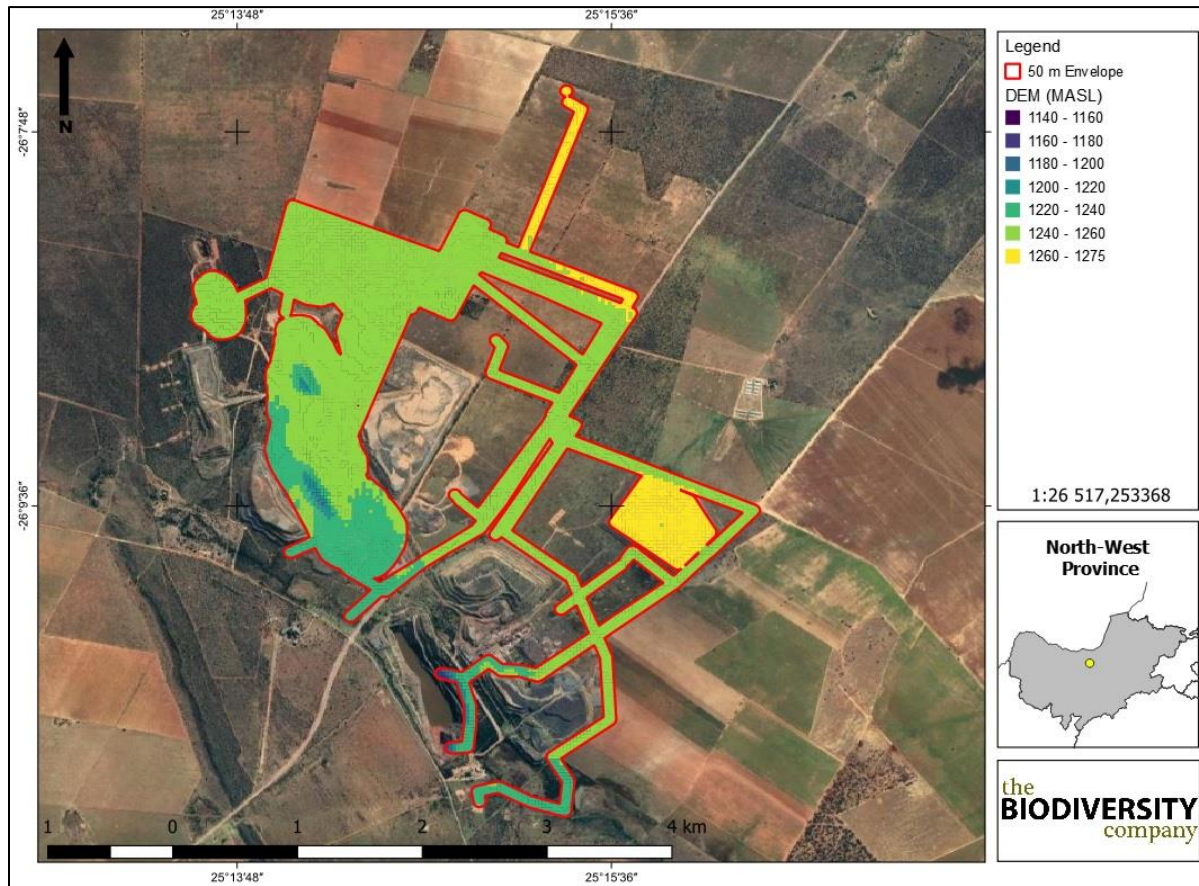 25°13'48"
25°15'36"
-26°7'48"
-26°9'36"
N
1
0
1
2
3
4 km
25°13'48"
25°15'36"
Legend
50 m Envelope
DEM (MASL)
1140 - 1160
1160 - 1180
1180 - 1200
1200 - 1220
1220 - 1240
1240 - 1260
1260 - 1275
1:26 517,253368
North-West
Province
the
BIODIVERSITY
company